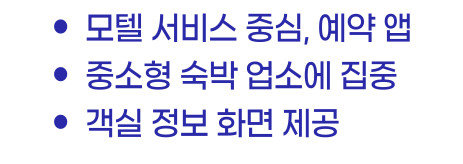 • 모텔 서비스 중심, 예약 앱
• 중소형 숙박 업소에 집중
• 객실 정보 화면 제공